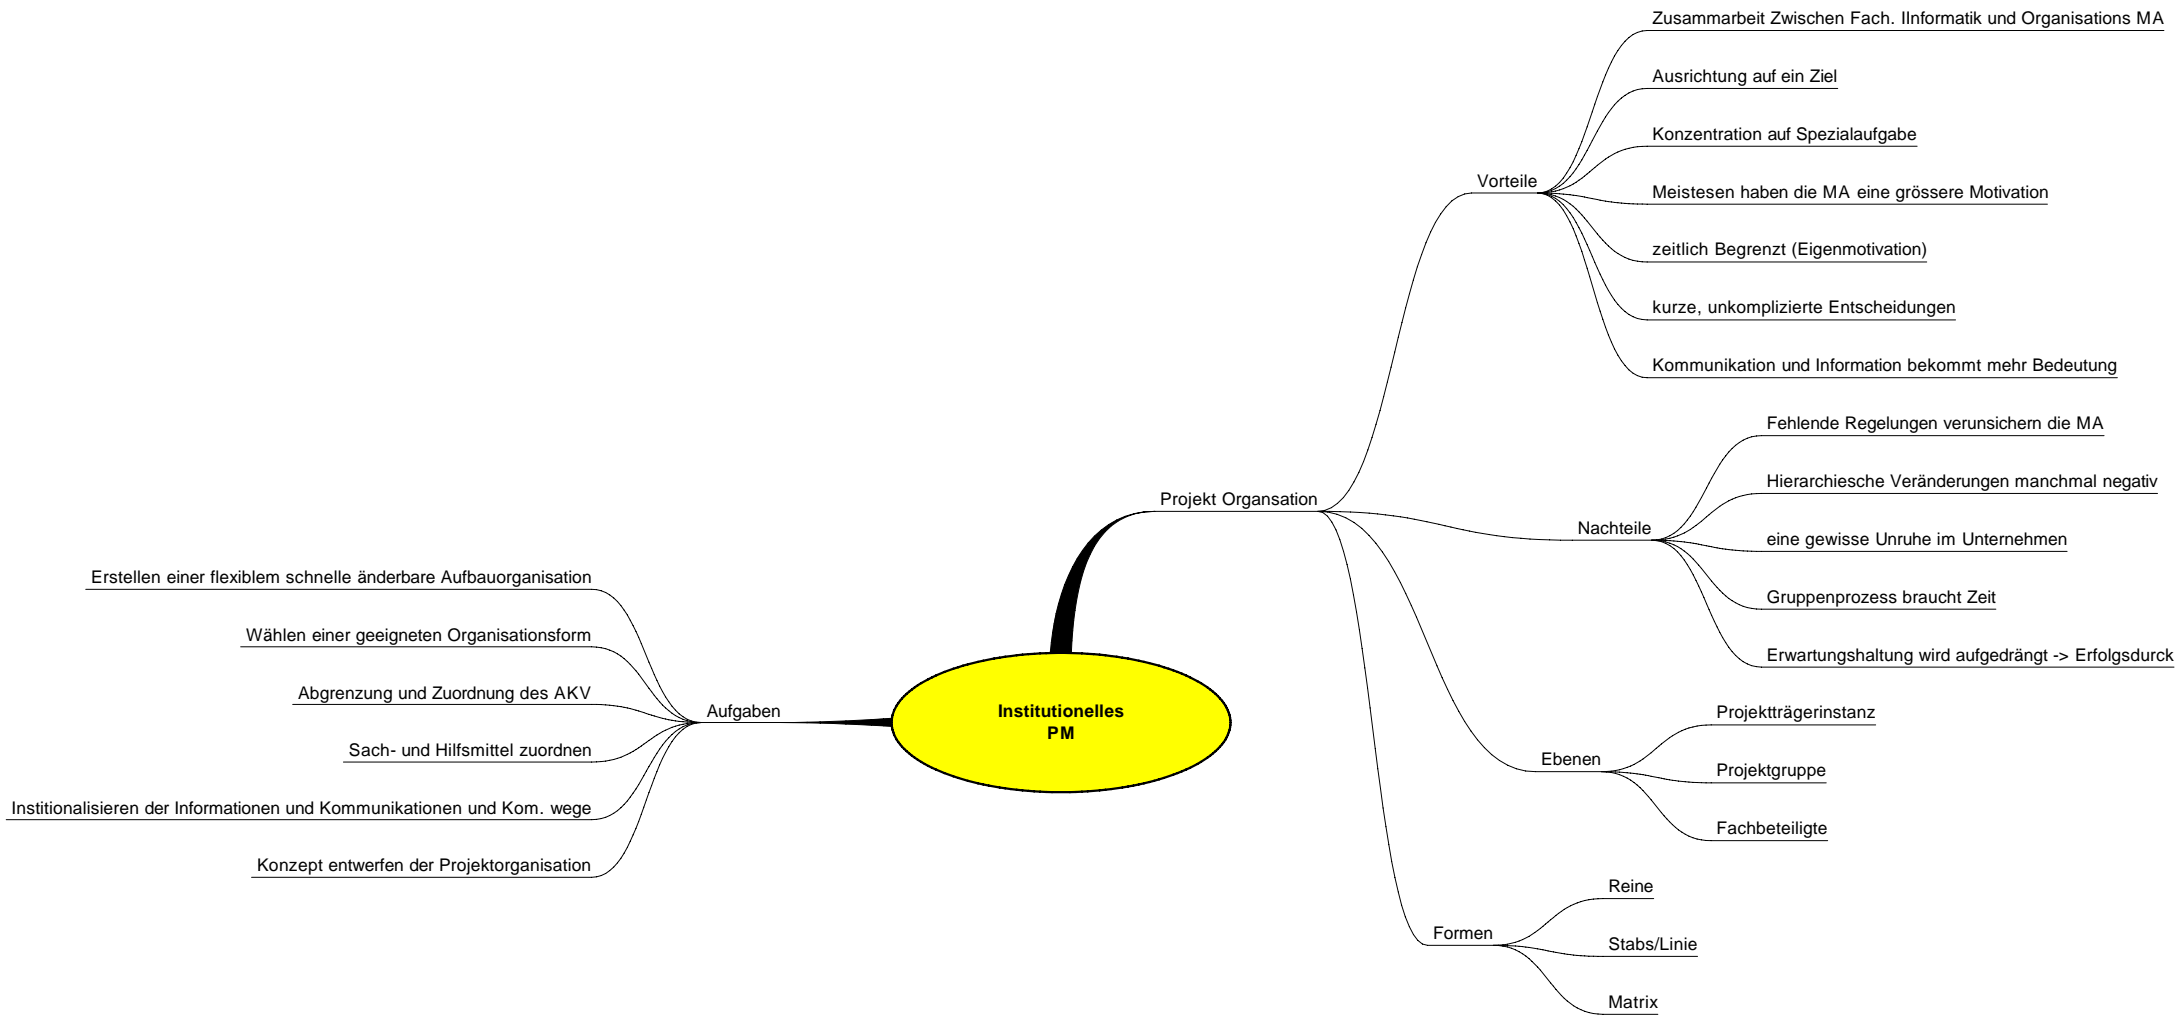 Institutionelles
PM
Projekt Organsation
Vorteile
Zusammarbeit Zwischen Fach. IInformatik und Organisations MA
Ausrichtung auf ein Ziel
Konzentration auf Spezialaufgabe
Meistesen haben die MA eine grössere Motivation
zeitlich Begrenzt (Eigenmotivation)
kurze, unkomplizierte Entscheidungen
Kommunikation und Information bekommt mehr Bedeutung
Nachteile
Fehlende Regelungen verunsichern die MA
Hierarchiesche Veränderungen manchmal negativ
eine gewisse Unruhe im Unternehmen
Gruppenprozess braucht Zeit
Erwartungshaltung wird aufgedrängt -> Erfolgsdurck
Ebenen
Projektträgerinstanz
Projektgruppe
Fachbeteiligte
Formen
Reine
Stabs/Linie
Matrix
Aufgaben
Erstellen einer flexiblem schnelle änderbare Aufbauorganisation
Wählen einer geeigneten Organisationsform
Abgrenzung und Zuordnung des AKV
Sach- und Hilfsmittel zuordnen
Institionalisieren der Informationen und Kommunikationen und Kom. wege
Konzept entwerfen der Projektorganisation